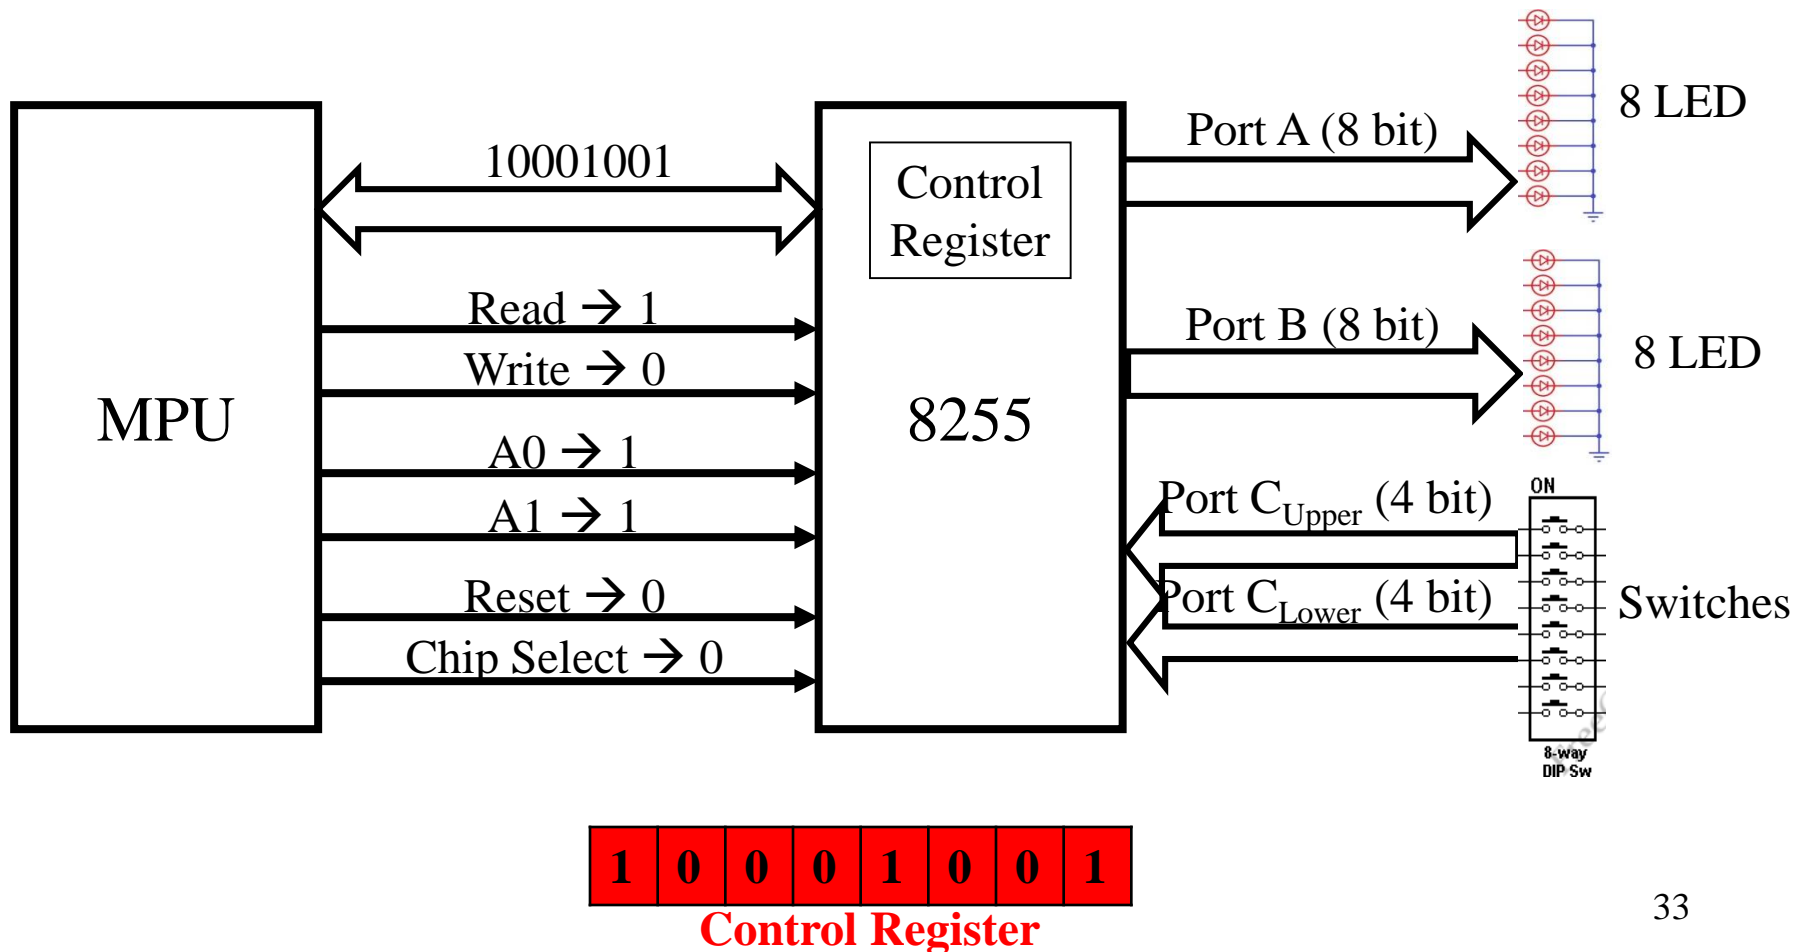 8 LED
Port A (8 bit)
10001001
Control
Register
Read → 1
Port B (8 bit)
8 LED
Write → 0
MPU
8255
A0 → 1
ON
Port C_Upper (4 bit)
A1 → 1
Reset → 0
Port C_Lower (4 bit)
Switches
Chip Select → 0
8-way
DIP Sw
1 0 0 0 1 0 0 1
Control Register
33